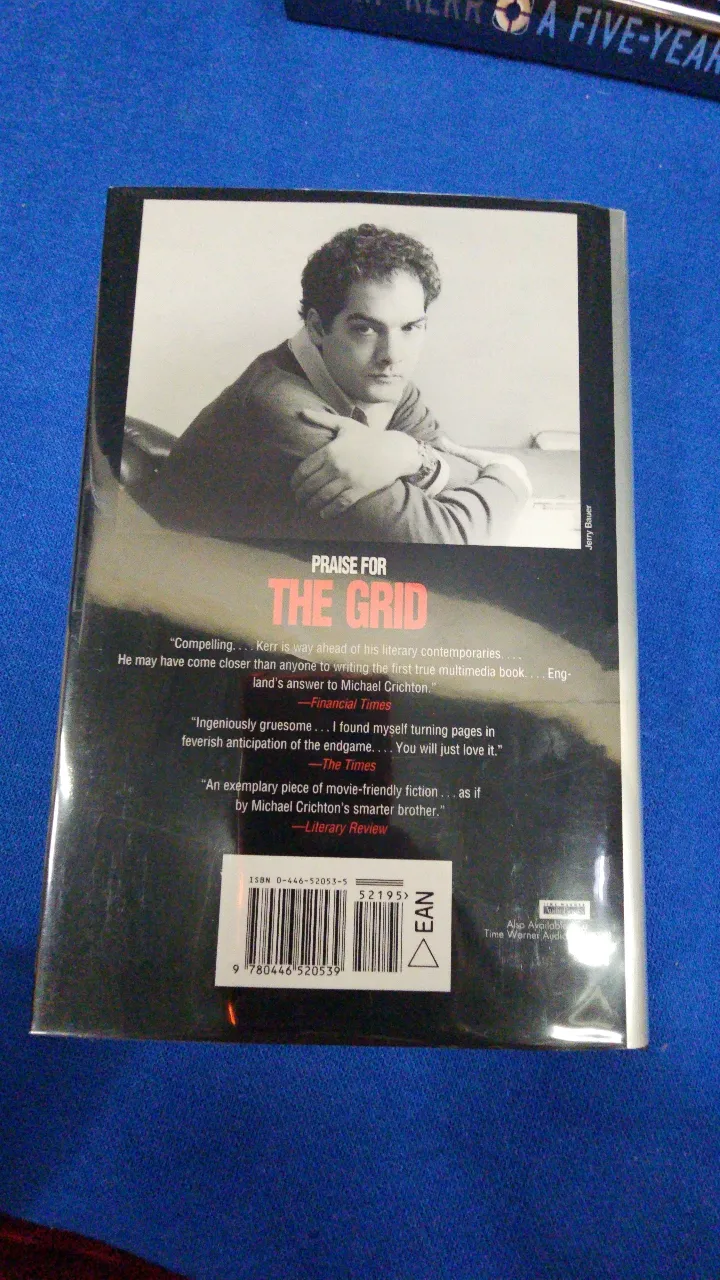 KERR A FIVE-YEAR
Jerry Bauer
PRAISE FOR
THE GRID
"Compelling. . . . Kerr is way ahead of his literary contemporaries. . . .
He may have come closer than anyone to writing the first true multimedia book. . . . Eng-
land's answer to Michael Crichton."
—Financial Times
"Ingeniously gruesome . . . I found myself turning pages in
feverish anticipation of the endgame. . . . You will just love it."
—The Times
"An exemplary piece of movie-friendly fiction . . . as if
by Michael Crichton's smarter brother."
—Literary Review
ISBN 0-446-52053-5
52195>
EAN
9 780446 520539
Also Available
Time Warner Audio